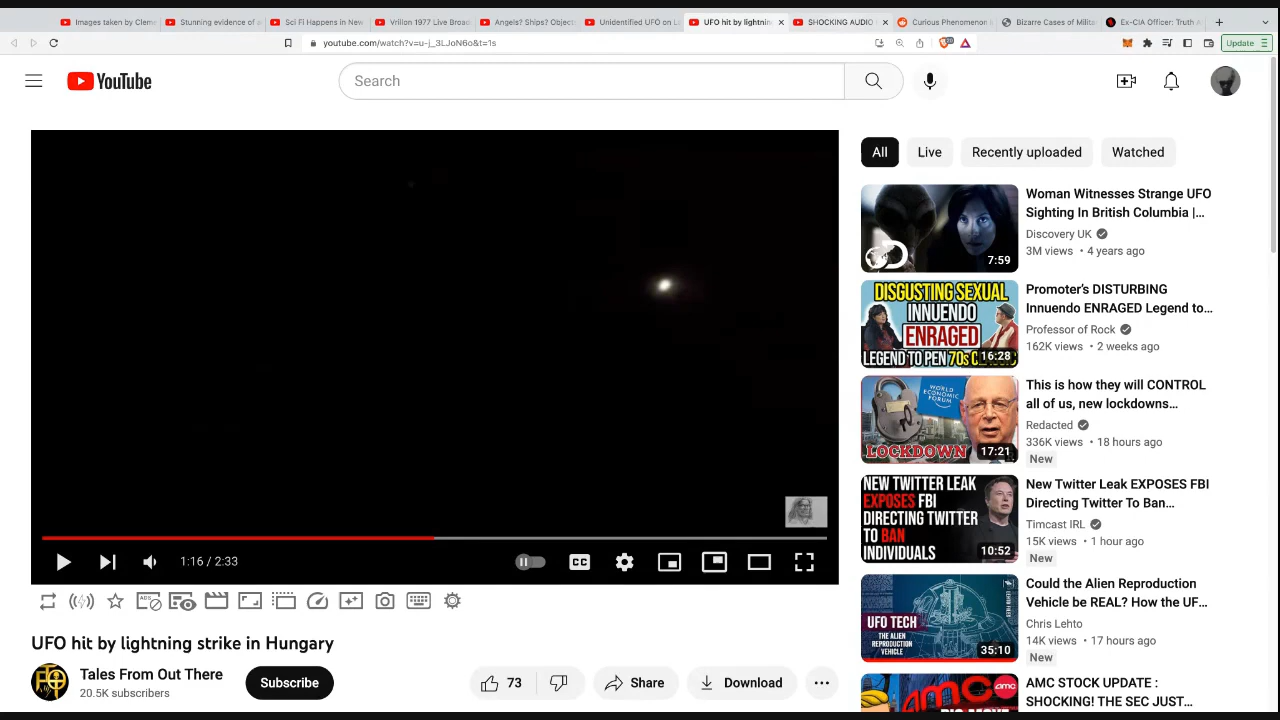 Images taken by Cleme
Stunning evidence of a
Sci Fi Happens in New
Vrillon 1977 Live Broad
Angels? Ships? Object
Unidentified UFO on L
UFO hit by lightnin
SHOCKING AUDIO
Curious Phenomenon i
Bizarre Cases of Milita
Ex-CIA Officer: Truth A
youtube.com/watch?v=u-j_3LJoN6o&t=1s
Update
YouTube
Search
All
Live
Recently uploaded
Watched
Woman Witnesses Strange UFO
Sighting In British Columbia |...
Discovery UK
3M views • 4 years ago
7:59
DISGUSTING SEXUAL
INNUENDO
ENRAGED
LEGEND TO PEN 70s
16:28
Promoter's DISTURBING
Innuendo ENRAGED Legend to...
Professor of Rock
162K views • 2 weeks ago
WORLD
ECONOMIC
FORUM
LOCKDOWN
17:21
This is how they will CONTROL
all of us, new lockdowns...
Redacted
336K views • 18 hours ago
New
NEW TWITTER LEAK
EXPOSES FBI
DIRECTING TWITTER
TO BAN
INDIVIDUALS
10:52
New Twitter Leak EXPOSES FBI
Directing Twitter To Ban...
Timcast IRL
15K views • 1 hour ago
New
UFO TECH
THE ALIEN
REPRODUCTION
VEHICLE
35:10
Could the Alien Reproduction
Vehicle be REAL? How the UF...
Chris Lehto
14K views • 17 hours ago
New
amc
AMC STOCK UPDATE :
SHOCKING! THE SEC JUST...
1:16 / 2:33
CC
UFO hit by lightning strike in Hungary
Tales From Out There
20.5K subscribers
Subscribe
73
Share
Download